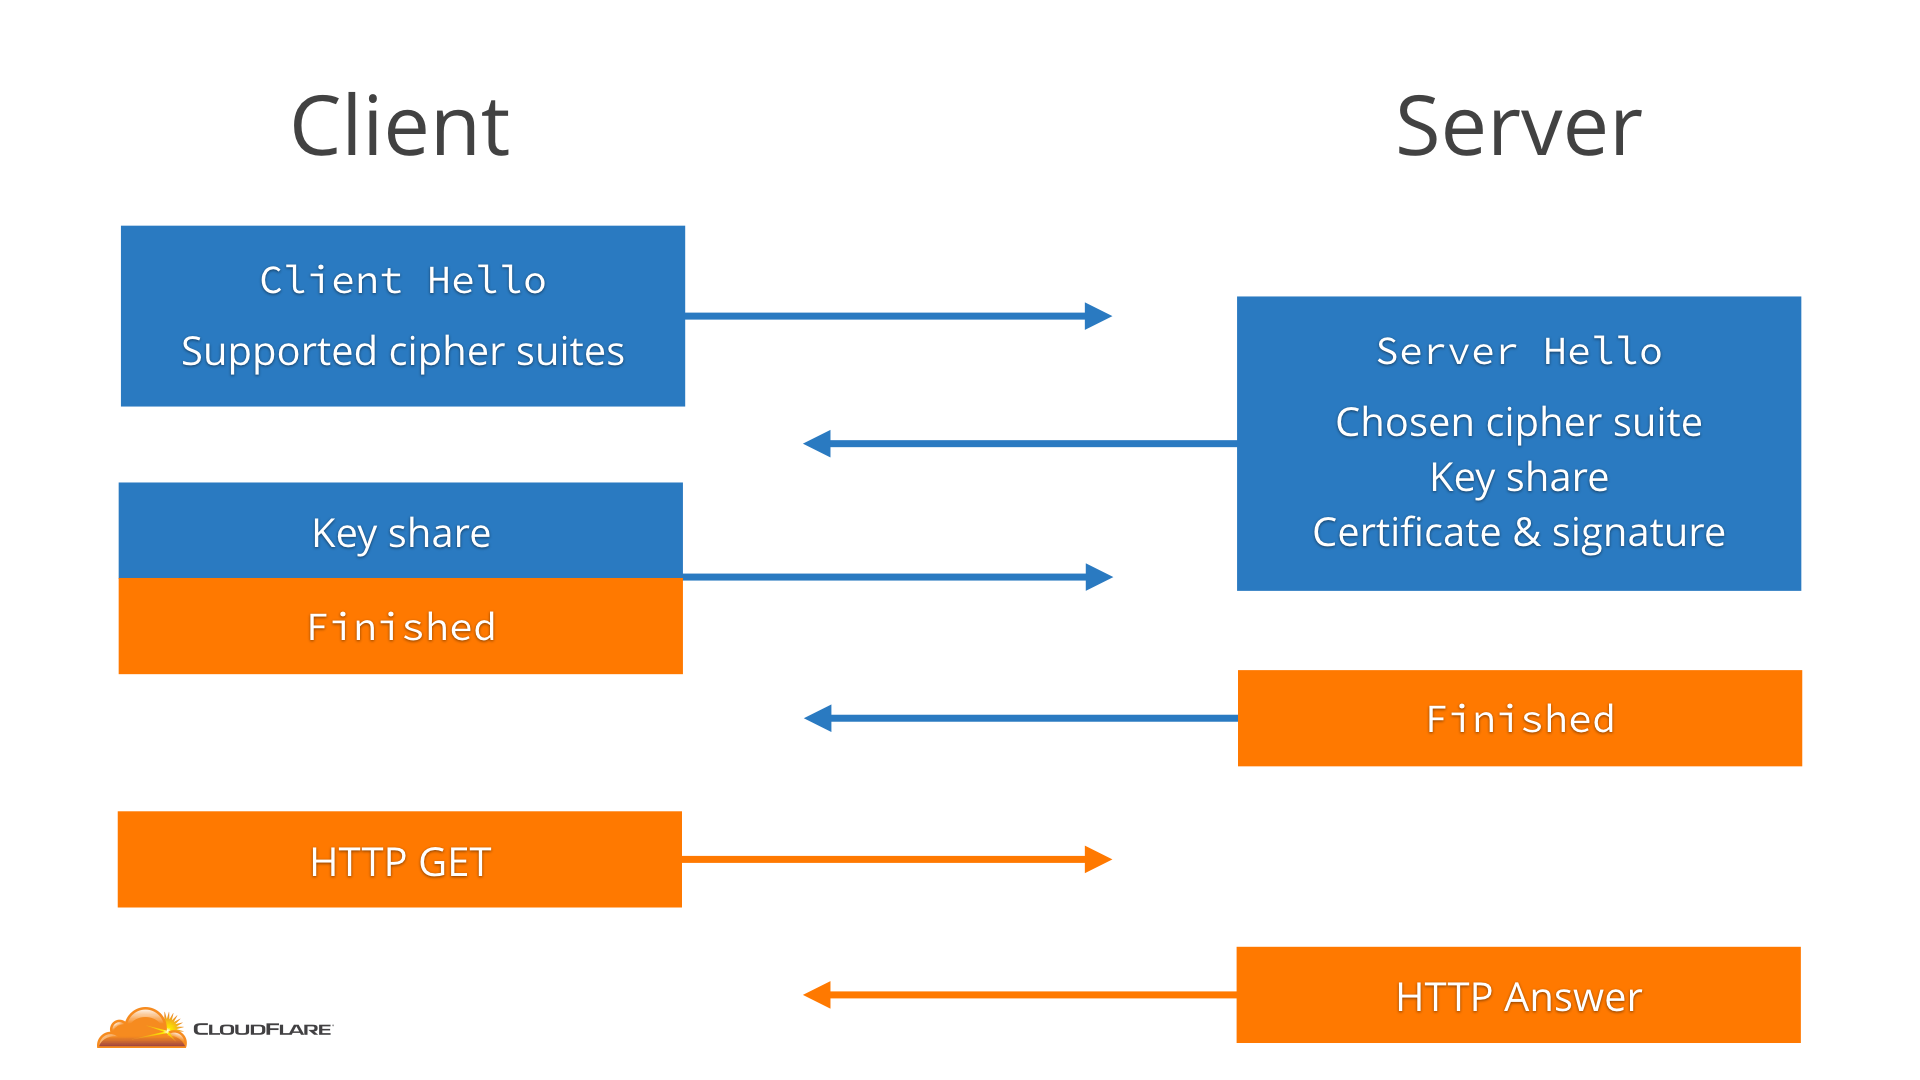 Client
Server
Client Hello
Supported cipher suites
Server Hello
Chosen cipher suite
Key share
Certificate & signature
Key share
Finished
Finished
HTTP GET
HTTP Answer
CLOUDFLARE